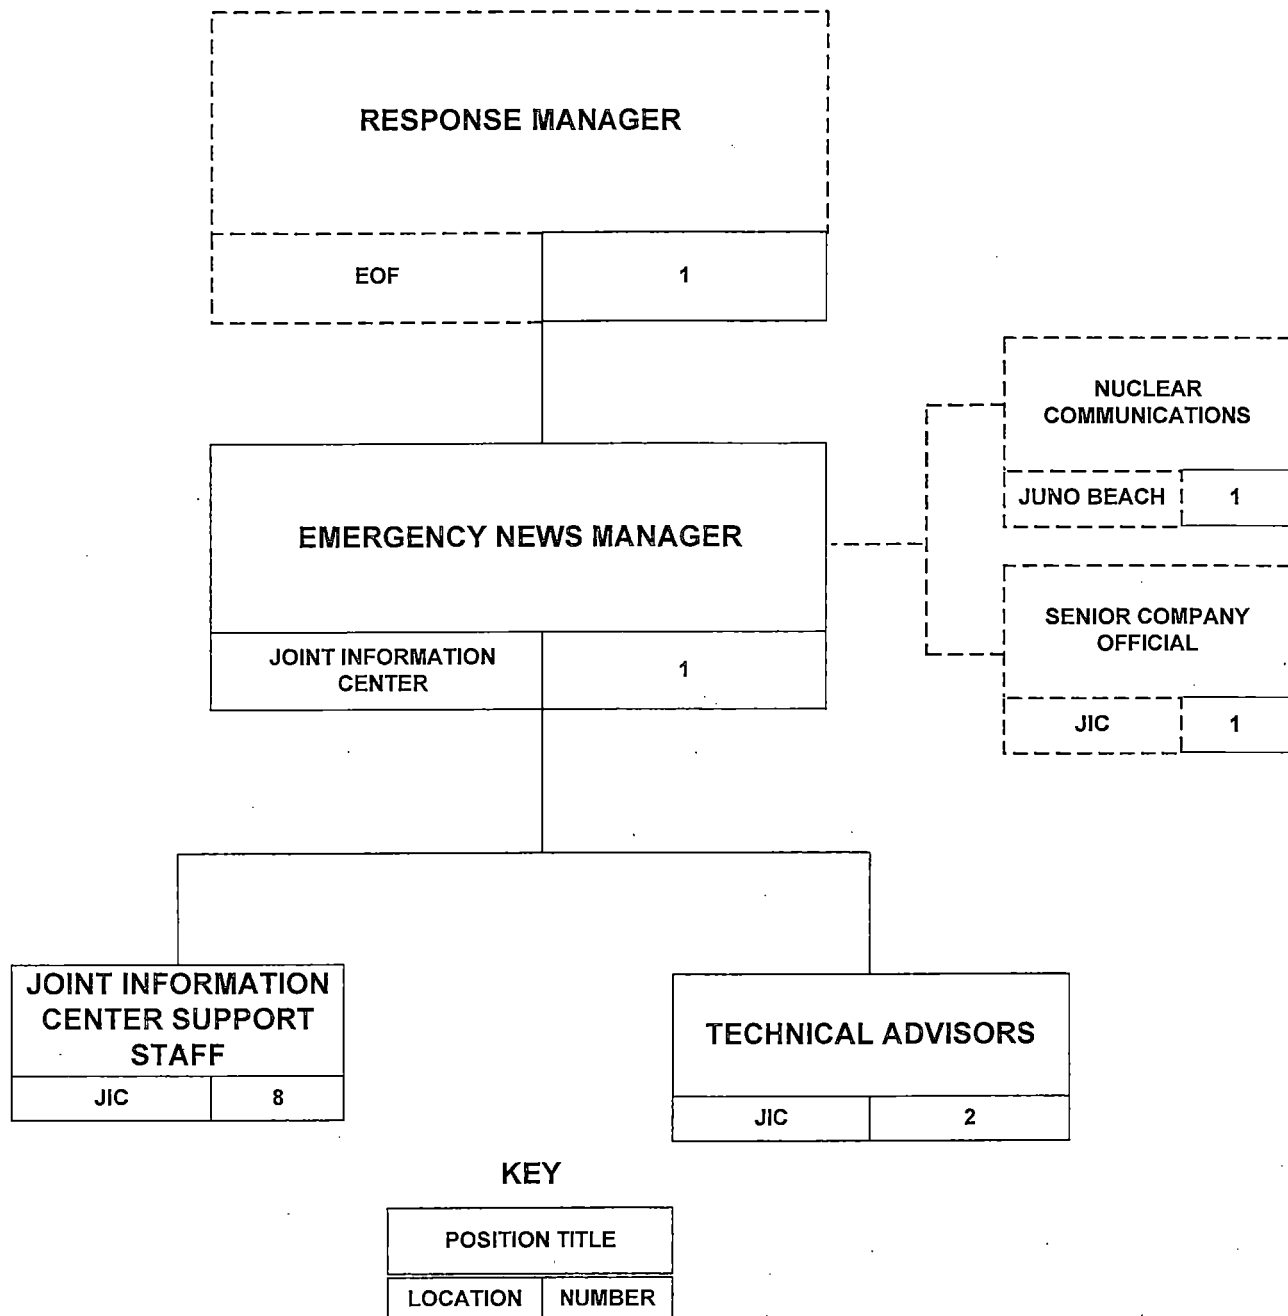 RESPONSE MANAGER
EOF
1
NUCLEAR
COMMUNICATIONS
JUNO BEACH
1
EMERGENCY NEWS MANAGER
JOINT INFORMATION
CENTER
1
SENIOR COMPANY
OFFICIAL
JIC
1
JOINT INFORMATION
CENTER SUPPORT
STAFF
JIC
8
TECHNICAL ADVISORS
JIC
2
KEY
POSITION TITLE
LOCATION
NUMBER